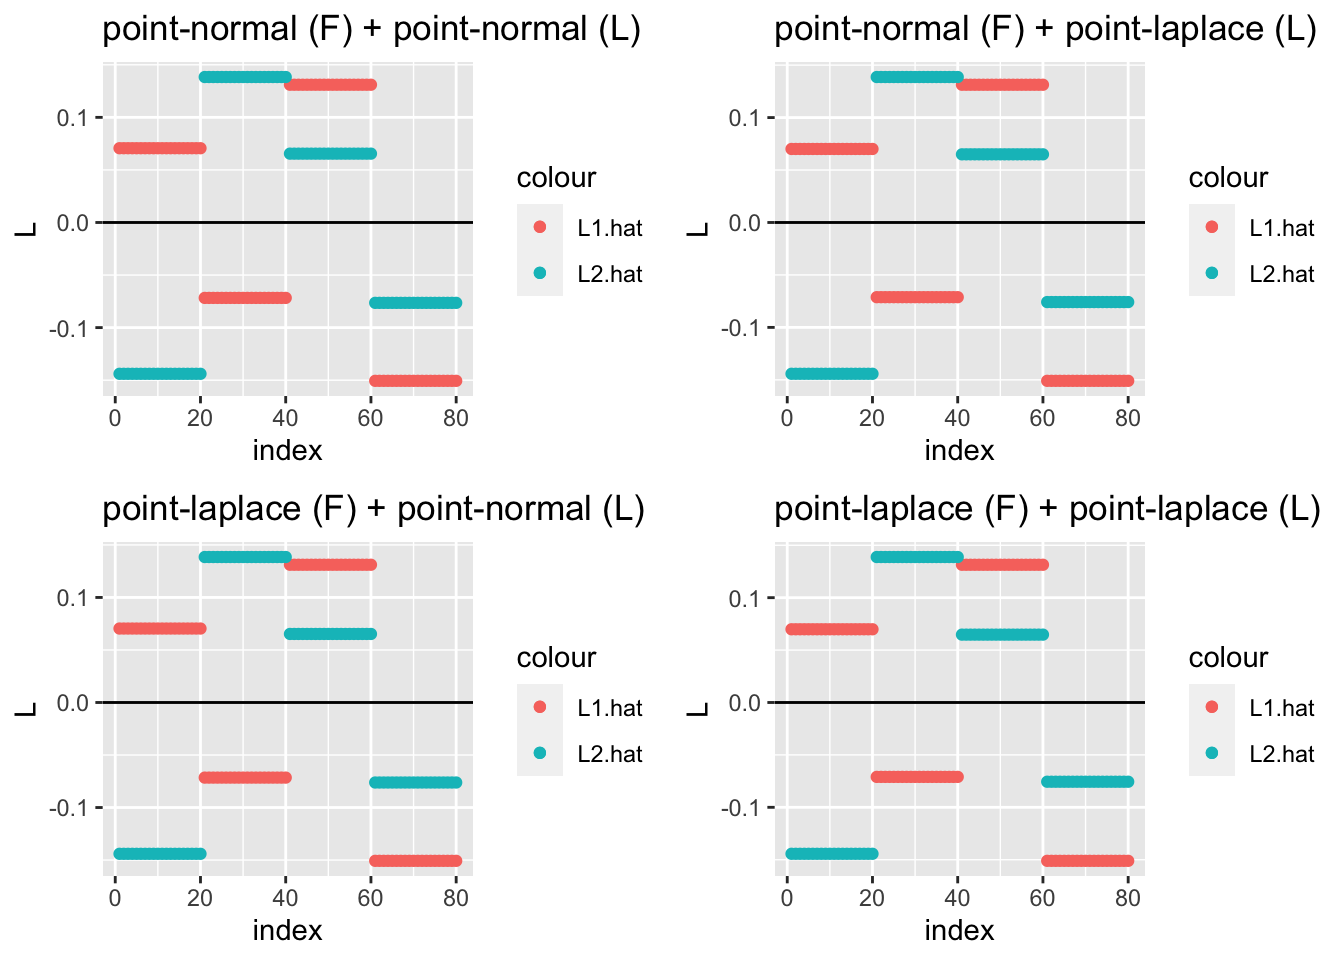 point-normal (F) + point-normal (L)
0.1
0.0
-0.1
L
0 20 40 60 80
index
colour
L1.hat
L2.hat
point-normal (F) + point-laplace (L)
0.1
0.0
-0.1
L
0 20 40 60 80
index
colour
L1.hat
L2.hat
point-laplace (F) + point-normal (L)
0.1
0.0
-0.1
L
0 20 40 60 80
index
colour
L1.hat
L2.hat
point-laplace (F) + point-laplace (L)
0.1
0.0
-0.1
L
0 20 40 60 80
index
colour
L1.hat
L2.hat